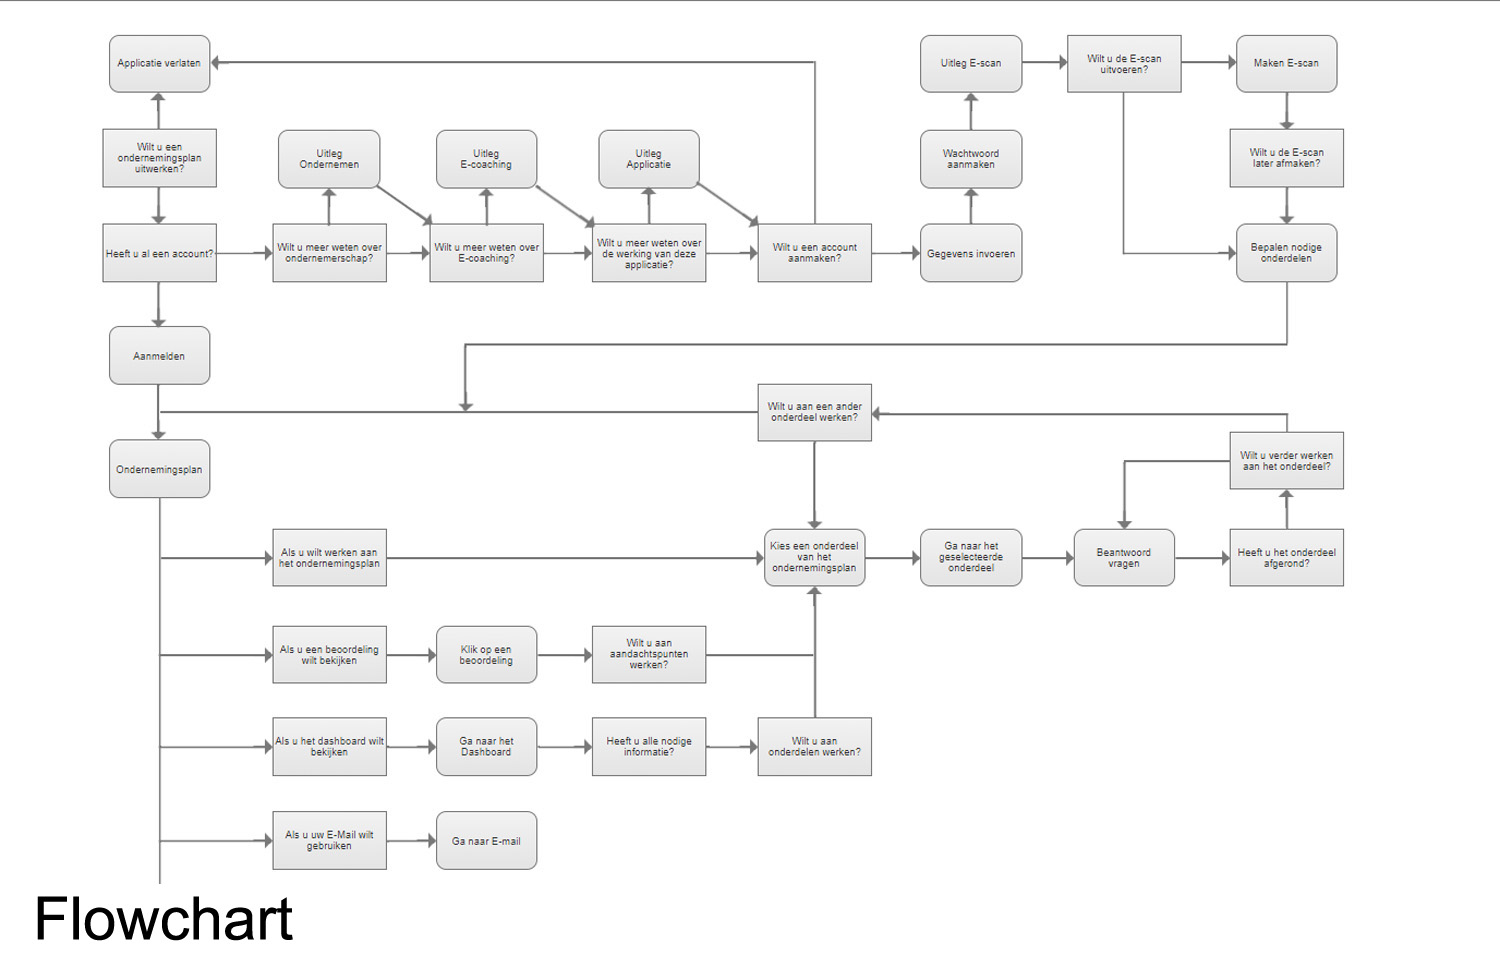 Applicatie verlaten
Uitleg E-scan
Wilt u de E-scan
uitvoeren?
Maken E-scan
Wilt u een
ondernemingsplan
uitwerken?
Uitleg
Ondernemen
Uitleg
E-coaching
Uitleg
Applicatie
Wachtwoord
aanmaken
Wilt u de E-scan
later afmaken?
Heeft u al een account?
Wilt u meer weten over
ondernemerschap?
Wilt u meer weten over
E-coaching?
Wilt u meer weten over
de werking van deze
applicatie?
Wilt u een account
aanmaken?
Gegevens invoeren
Bepalen nodige
onderdelen
Aanmelden
Wilt u aan een ander
onderdeel werken?
Ondernemingsplan
Wilt u verder werken
aan het onderdeel?
Als u wilt werken aan
het ondernemingsplan
Kies een onderdeel
van het
ondernemingsplan
Ga naar het
geselecteerde
onderdeel
Beantwoord
vragen
Heeft u het onderdeel
afgerond?
Als u een beoordeling
wilt bekijken
Klik op een
beoordeling
Wilt u aan
aandachtspunten
werken?
Als u het dashboard wilt
bekijken
Ga naar het
Dashboard
Heeft u alle nodige
informatie?
Wilt u aan
onderdelen werken?
Als u uw E-Mail wilt
gebruiken
Ga naar E-mail
Flowchart